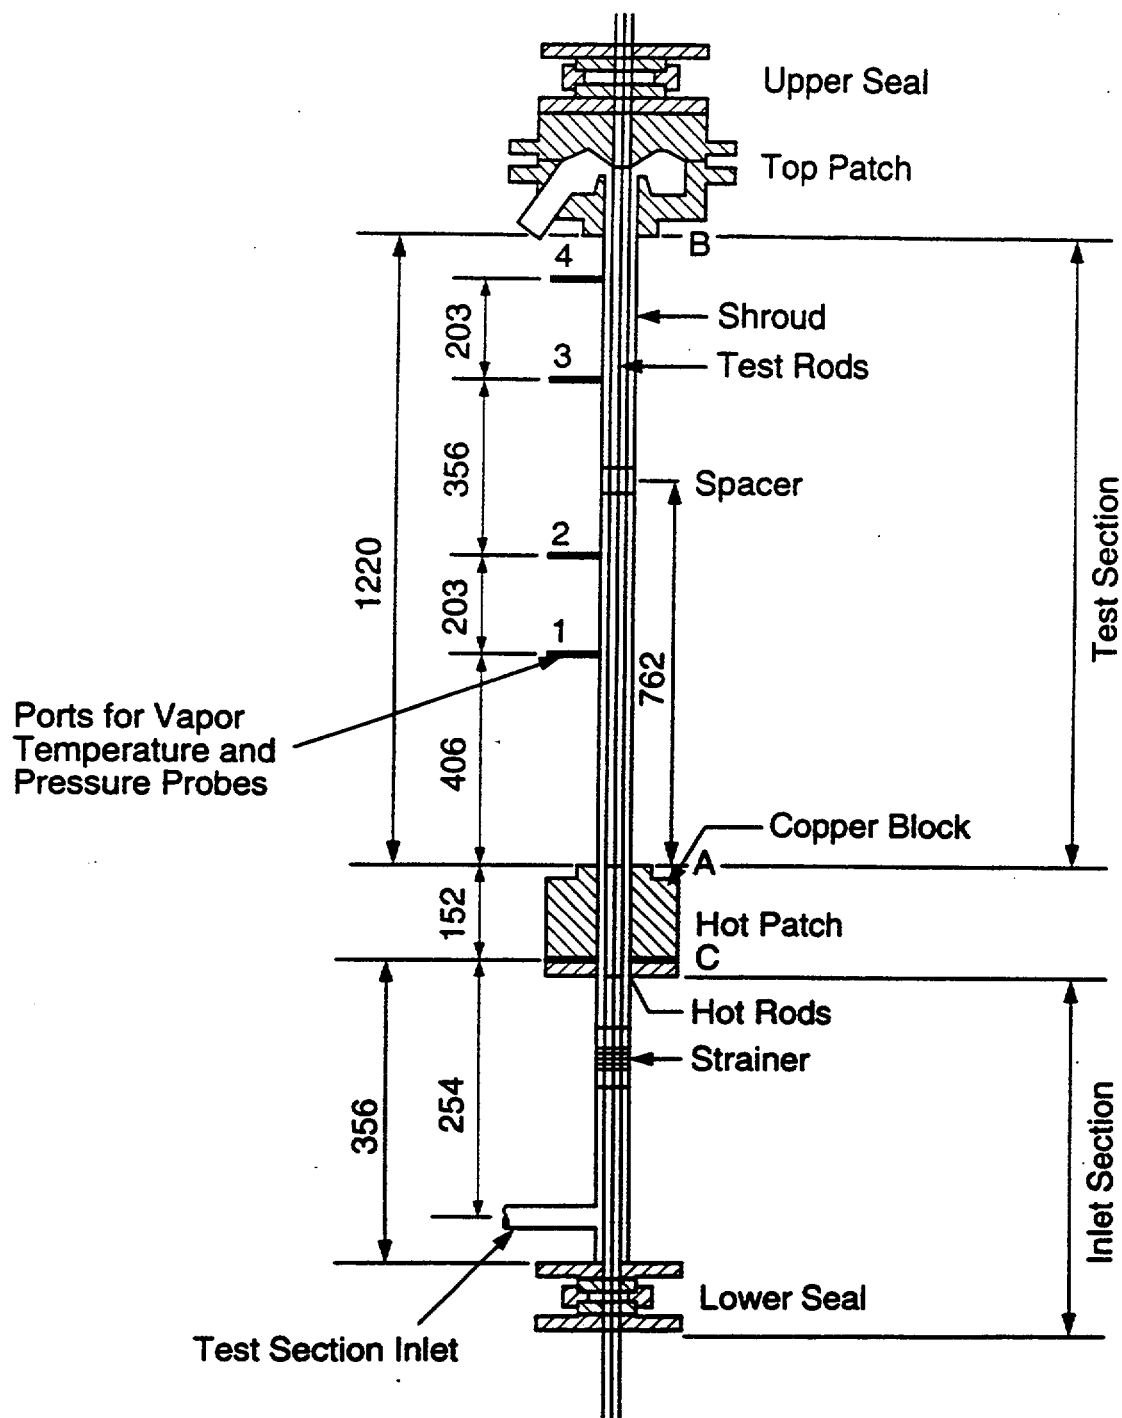 Upper Seal
Top Patch
B
4
Shroud
203
3
Test Rods
356
Spacer
2
1220
203
Test Section
1
762
Ports for Vapor
Temperature and
Pressure Probes
406
Copper Block
A
152
Hot Patch
C
Hot Rods
Strainer
254
356
Inlet Section
Lower Seal
Test Section Inlet